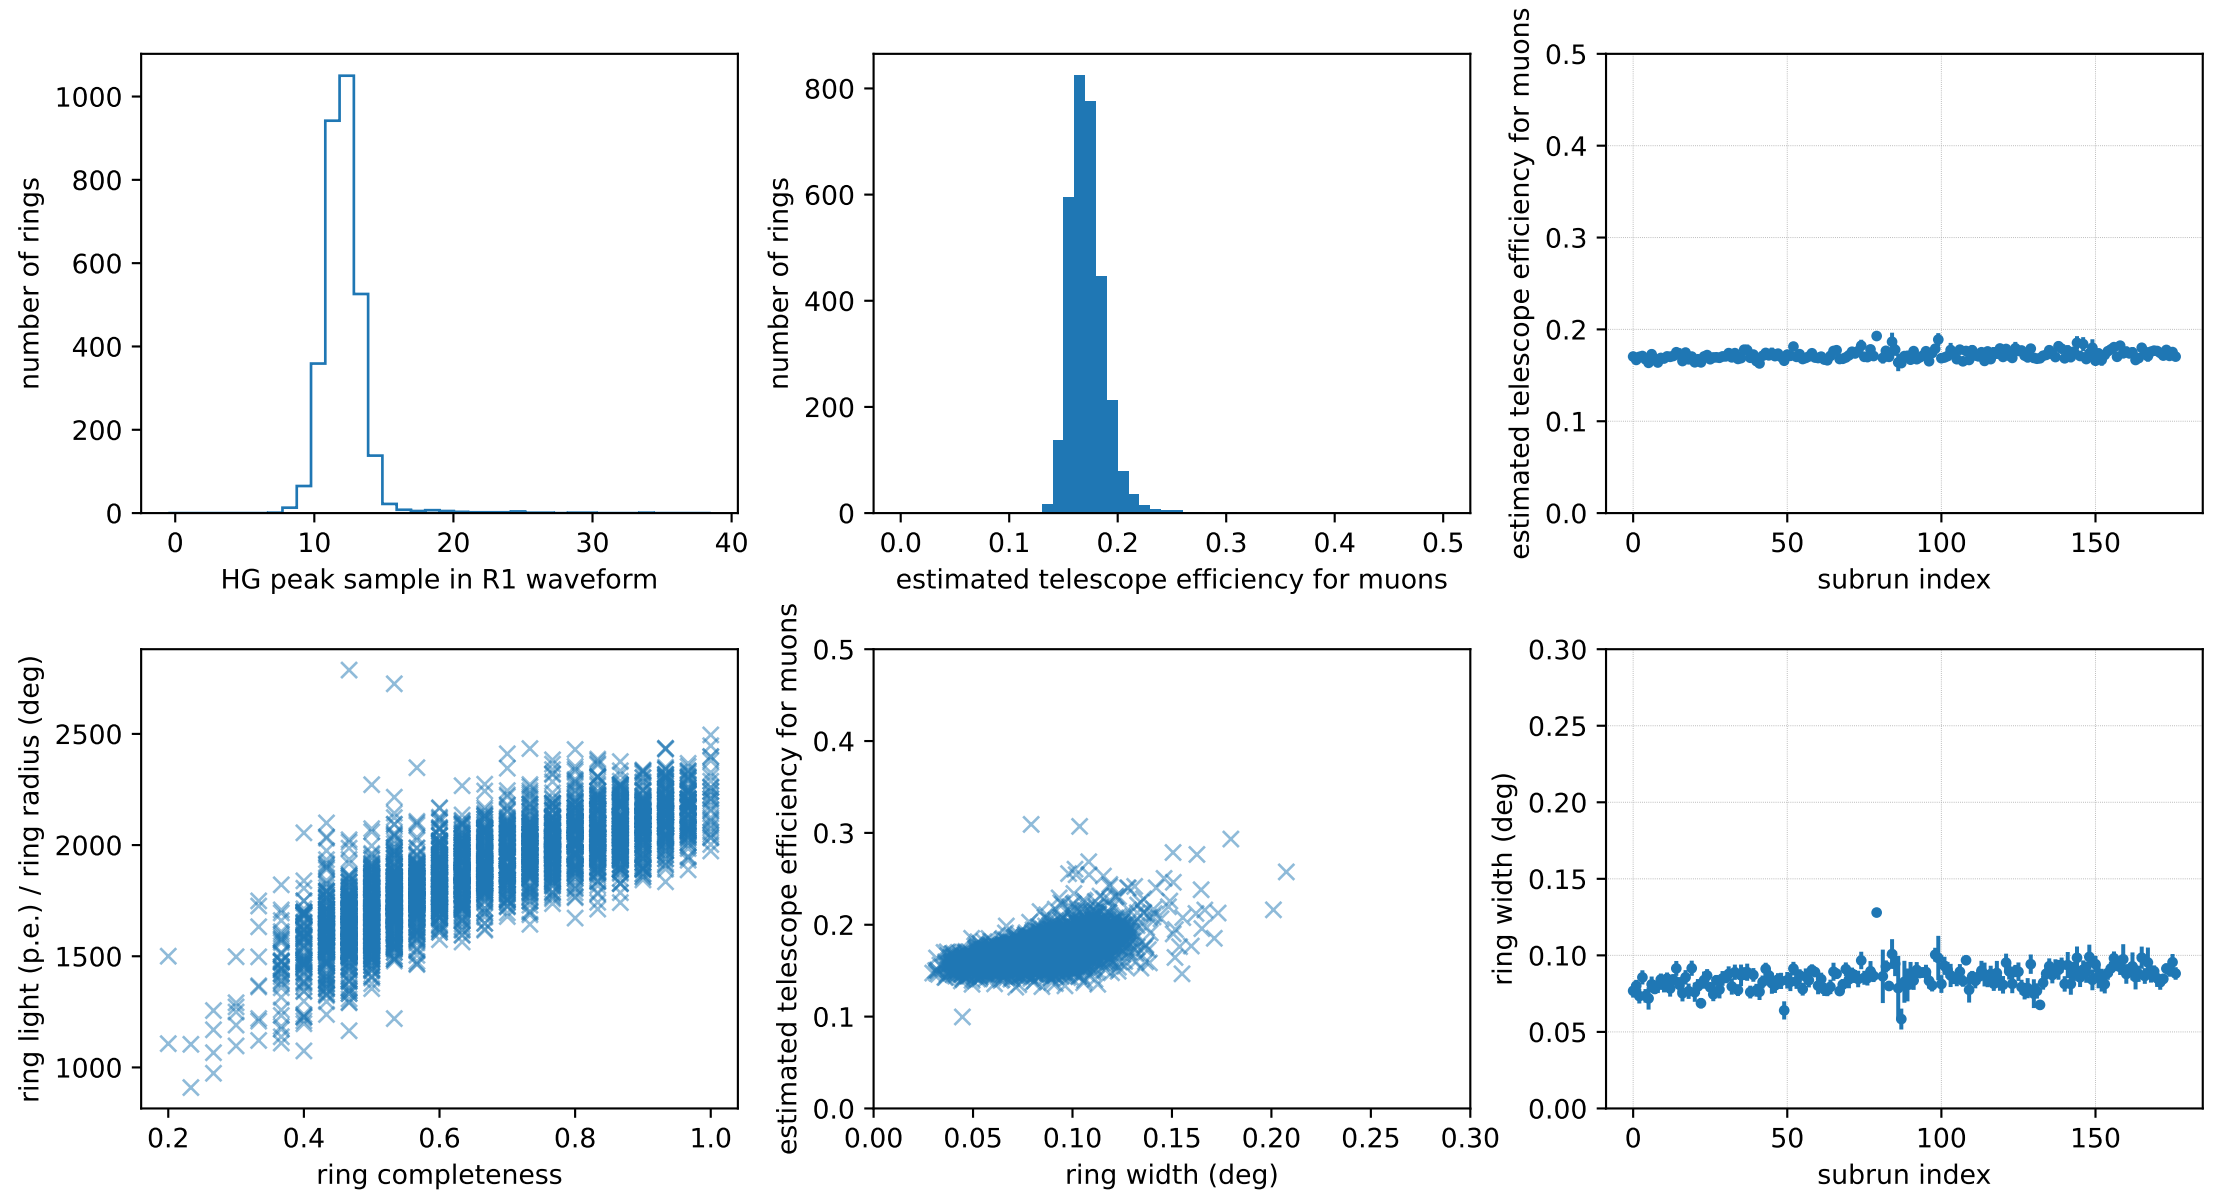 number of rings
1000
800
600
400
200
0
0 10 20 30 40
HG peak sample in R1 waveform
number of rings
800
600
400
200
0
0.0 0.1 0.2 0.3 0.4 0.5
estimated telescope efficiency for muons
estimated telescope efficiency for muons
0.5
0.4
0.3
0.2
0.1
0.0
0 50 100 150
subrun index
ring light (p.e.) / ring radius (deg)
2500
2000
1500
1000
0.2 0.4 0.6 0.8 1.0
ring completeness
estimated telescope efficiency for muons
0.5
0.4
0.3
0.2
0.1
0.0
0.00 0.05 0.10 0.15 0.20 0.25 0.30
ring width (deg)
ring width (deg)
0.30
0.25
0.20
0.15
0.10
0.05
0.00
0 50 100 150
subrun index